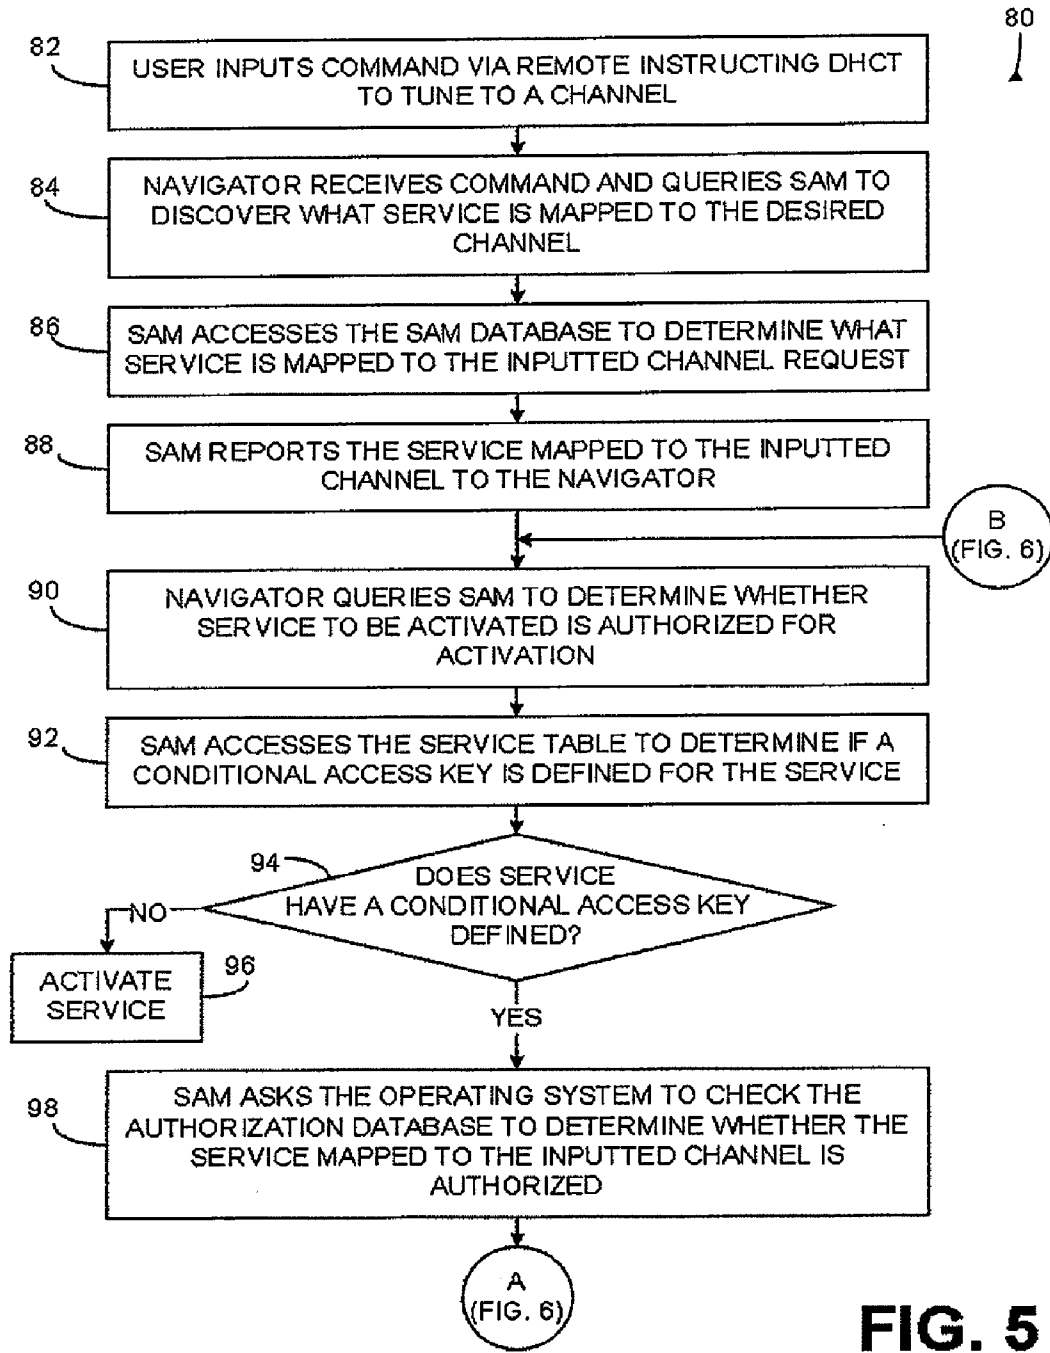 80
82
USER INPUTS COMMAND VIA REMOTE INSTRUCTING DHCT
TO TUNE TO A CHANNEL
84
NAVIGATOR RECEIVES COMMAND AND QUERIES SAM TO
DISCOVER WHAT SERVICE IS MAPPED TO THE DESIRED
CHANNEL
86
SAM ACCESSES THE SAM DATABASE TO DETERMINE WHAT
SERVICE IS MAPPED TO THE INPUTTED CHANNEL REQUEST
88
SAM REPORTS THE SERVICE MAPPED TO THE INPUTTED
CHANNEL TO THE NAVIGATOR
B
(FIG. 6)
90
NAVIGATOR QUERIES SAM TO DETERMINE WHETHER
SERVICE TO BE ACTIVATED IS AUTHORIZED FOR
ACTIVATION
92
SAM ACCESSES THE SERVICE TABLE TO DETERMINE IF A
CONDITIONAL ACCESS KEY IS DEFINED FOR THE SERVICE
94
DOES SERVICE
HAVE A CONDITIONAL ACCESS KEY
DEFINED?
NO
96
ACTIVATE
SERVICE
YES
98
SAM ASKS THE OPERATING SYSTEM TO CHECK THE
AUTHORIZATION DATABASE TO DETERMINE WHETHER THE
SERVICE MAPPED TO THE INPUTTED CHANNEL IS
AUTHORIZED
A
(FIG. 6)
FIG. 5